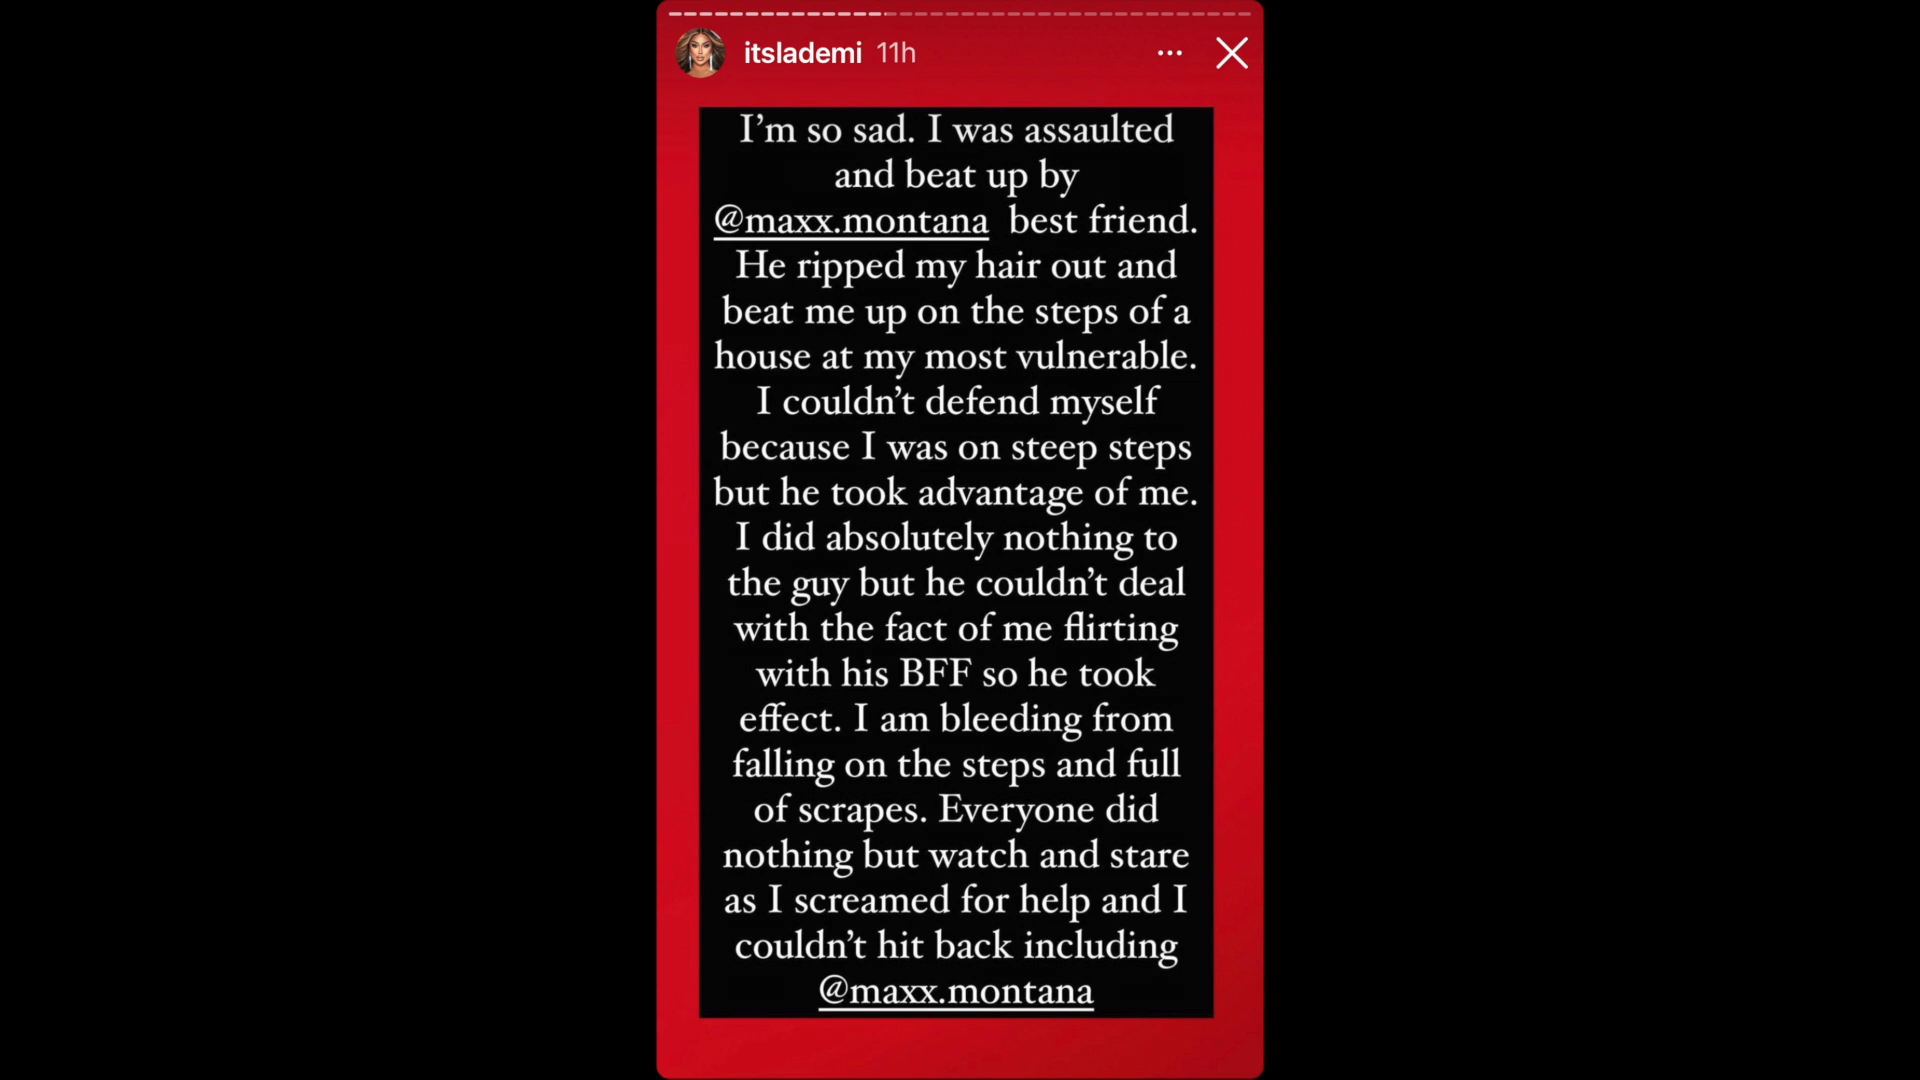 itslademi 11h
I’m so sad. I was assaulted
and beat up by
@maxx.montana best friend.
He ripped my hair out and
beat me up on the steps of a
house at my most vulnerable.
I couldn’t defend myself
because I was on steep steps
but he took advantage of me.
I did absolutely nothing to
the guy but he couldn’t deal
with the fact of me flirting
with his BFF so he took
effect. I am bleeding from
falling on the steps and full
of scrapes. Everyone did
nothing but watch and stare
as I screamed for help and I
couldn’t hit back including
@maxx.montana